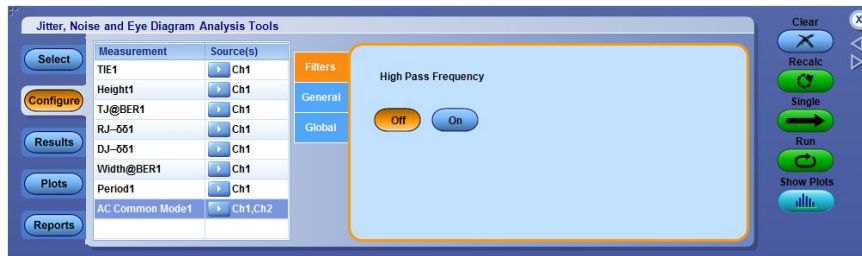 Jitter, Noise and Eye Diagram Analysis Tools
Select
Configure
Results
Plots
Reports
Measurement Source(s)
TIE1 Ch1
Height1 Ch1
TJ@BER1 Ch1
RJ–δδ1 Ch1
DJ–δδ1 Ch1
Width@BER1 Ch1
Period1 Ch1
AC Common Mode1 Ch1,Ch2
Filters
General
Global
High Pass Frequency
Off On
Clear
X
Recalc
Single
Run
Show Plots